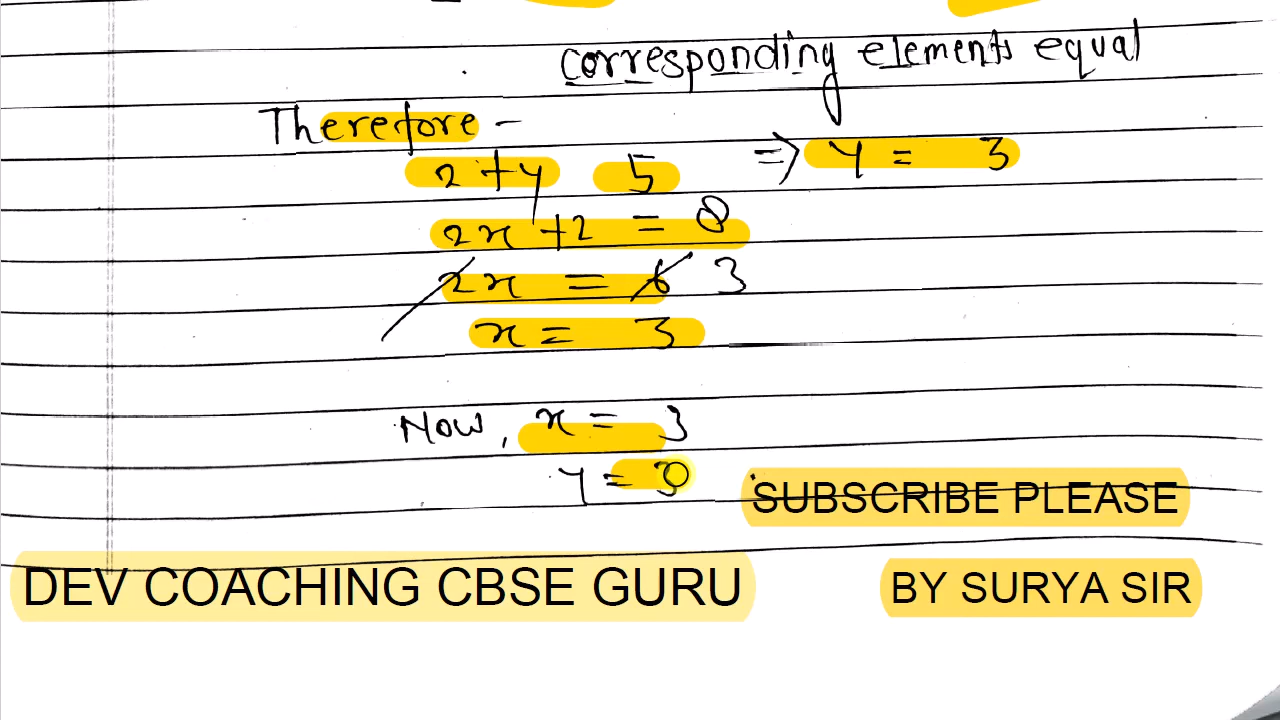 corresponding elements equal
Therefore -
2+y 5 => y = 3
2x +2 = 8
2x = 6 3
x = 3
Now, x = 3
y = 3
SUBSCRIBE PLEASE
DEV COACHING CBSE GURU
BY SURYA SIR